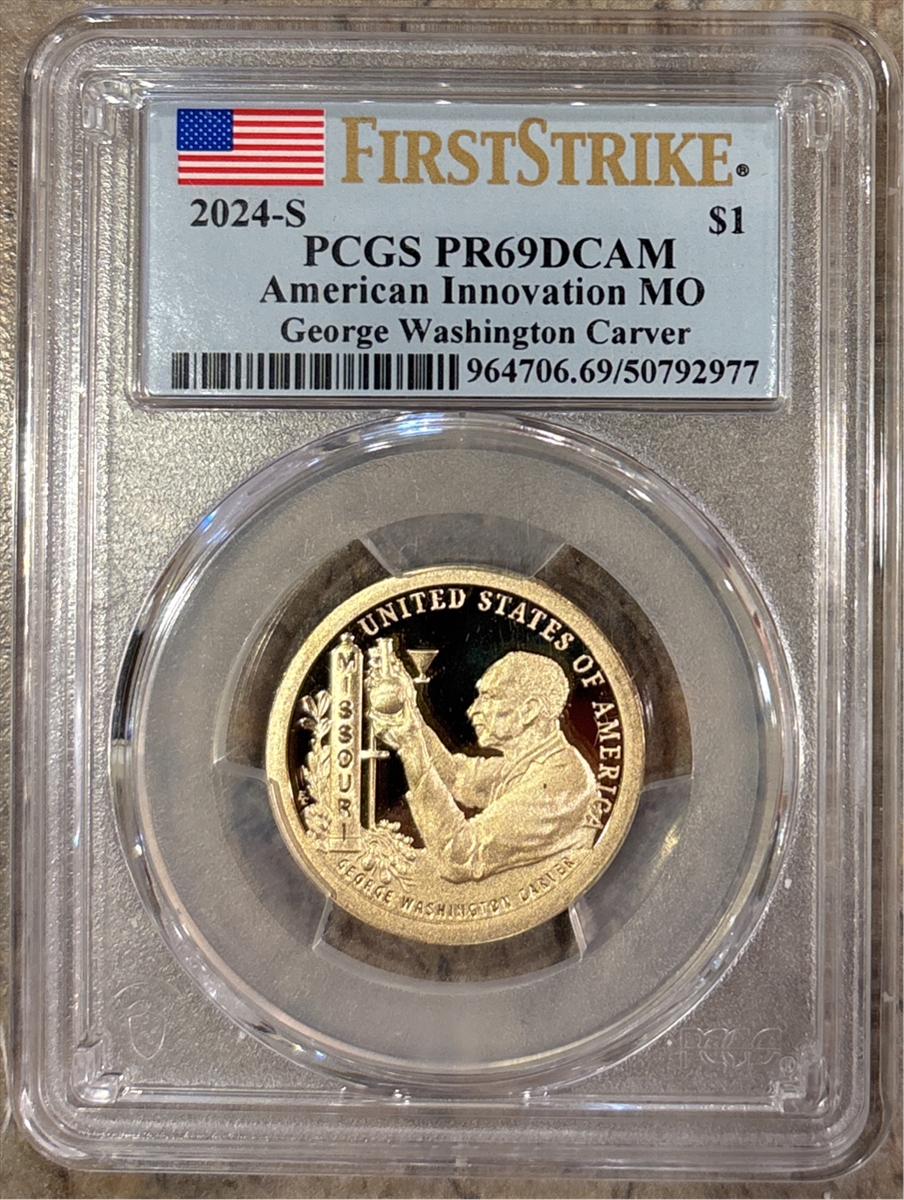 FIRSTSTRIKE®
2024-S $1
PCGS PR69DCAM
American Innovation MO
George Washington Carver
964706.69/50792977
UNITED STATES OF AMERICA
MISSOURI
GEORGE WASHINGTON CARVER
PCGS®